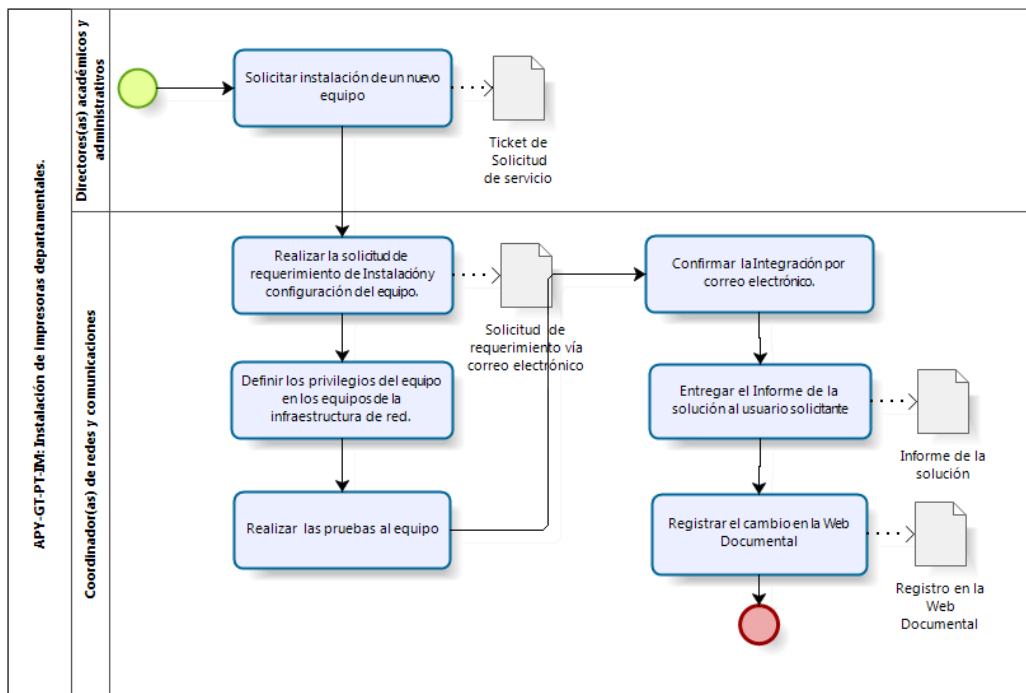 APY-GT-PT-IM: Instalación de impresoras departamentales.
Directores(as) académicos y
administrativos
Solicitar instalación de un nuevo
equipo
Ticket de
Solicitud
de servicio
Coordinador(as) de redes y comunicaciones
Realizar la solicitud de
requerimiento de Instalación y
configuración del equipo.
Solicitud de
requerimiento vía
correo electrónico
Definir los privilegios del equipo
en los equipos de la
infraestructura de red.
Realizar las pruebas al equipo
Confirmar la Integración por
correo electrónico.
Entregar el Informe de la
solución al usuario solicitante
Informe de la
solución
Registrar el cambio en la Web
Documental
Registro en la
Web
Documental